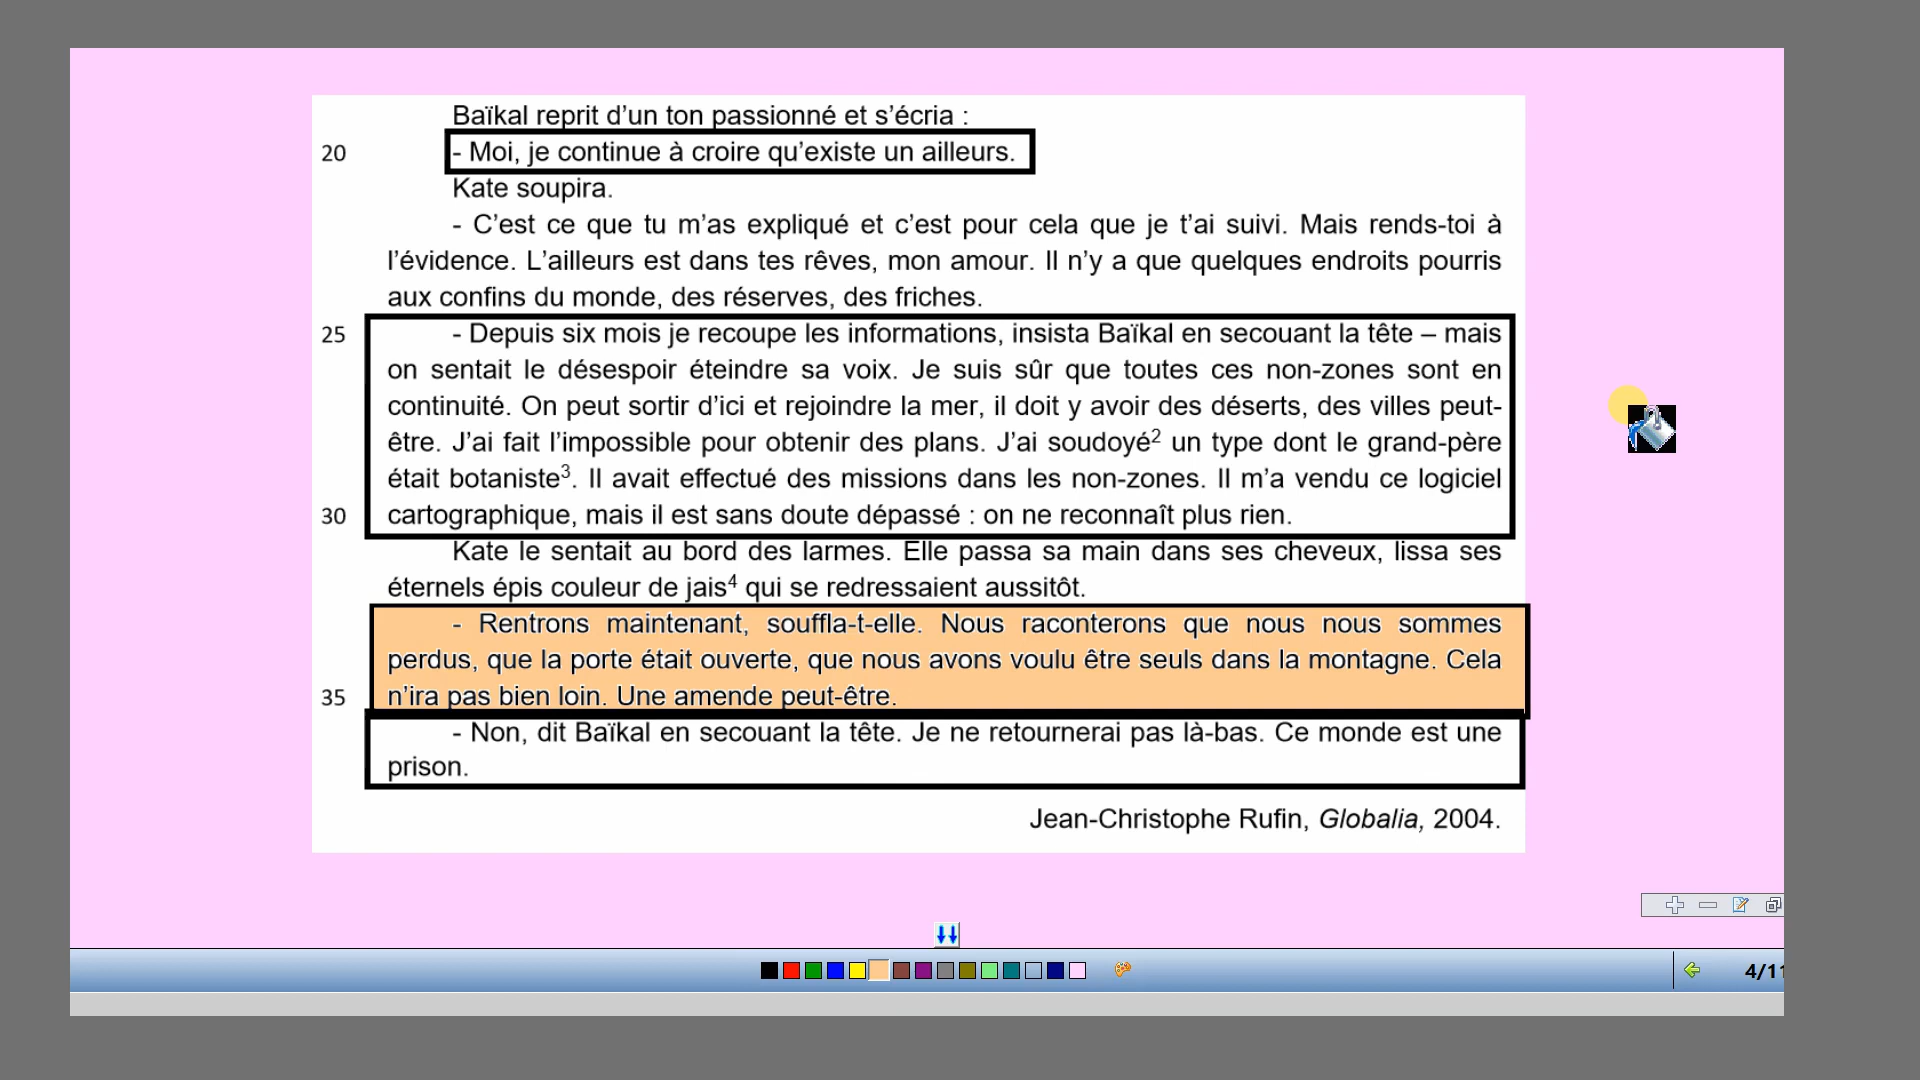 Baïkal reprit d’un ton passionné et s’écria :
20 - Moi, je continue à croire qu’existe un ailleurs.
Kate soupira.
- C’est ce que tu m’as expliqué et c’est pour cela que je t’ai suivi. Mais rends-toi à
l’évidence. L’ailleurs est dans tes rêves, mon amour. Il n’y a que quelques endroits pourris
aux confins du monde, des réserves, des friches.
25 - Depuis six mois je recoupe les informations, insista Baïkal en secouant la tête – mais
on sentait le désespoir éteindre sa voix. Je suis sûr que toutes ces non-zones sont en
continuité. On peut sortir d’ici et rejoindre la mer, il doit y avoir des déserts, des villes peut-
être. J’ai fait l’impossible pour obtenir des plans. J’ai soudoyé² un type dont le grand-père
était botaniste³. Il avait effectué des missions dans les non-zones. Il m’a vendu ce logiciel
30 cartographique, mais il est sans doute dépassé : on ne reconnaît plus rien.
Kate le sentait au bord des larmes. Elle passa sa main dans ses cheveux, lissa ses
éternels épis couleur de jais⁴ qui se redressaient aussitôt.
- Rentrons maintenant, souffla-t-elle. Nous raconterons que nous nous sommes
perdus, que la porte était ouverte, que nous avons voulu être seuls dans la montagne. Cela
35 n’ira pas bien loin. Une amende peut-être.
- Non, dit Baïkal en secouant la tête. Je ne retournerai pas là-bas. Ce monde est une
prison.
Jean-Christophe Rufin, Globalia, 2004.
4/11